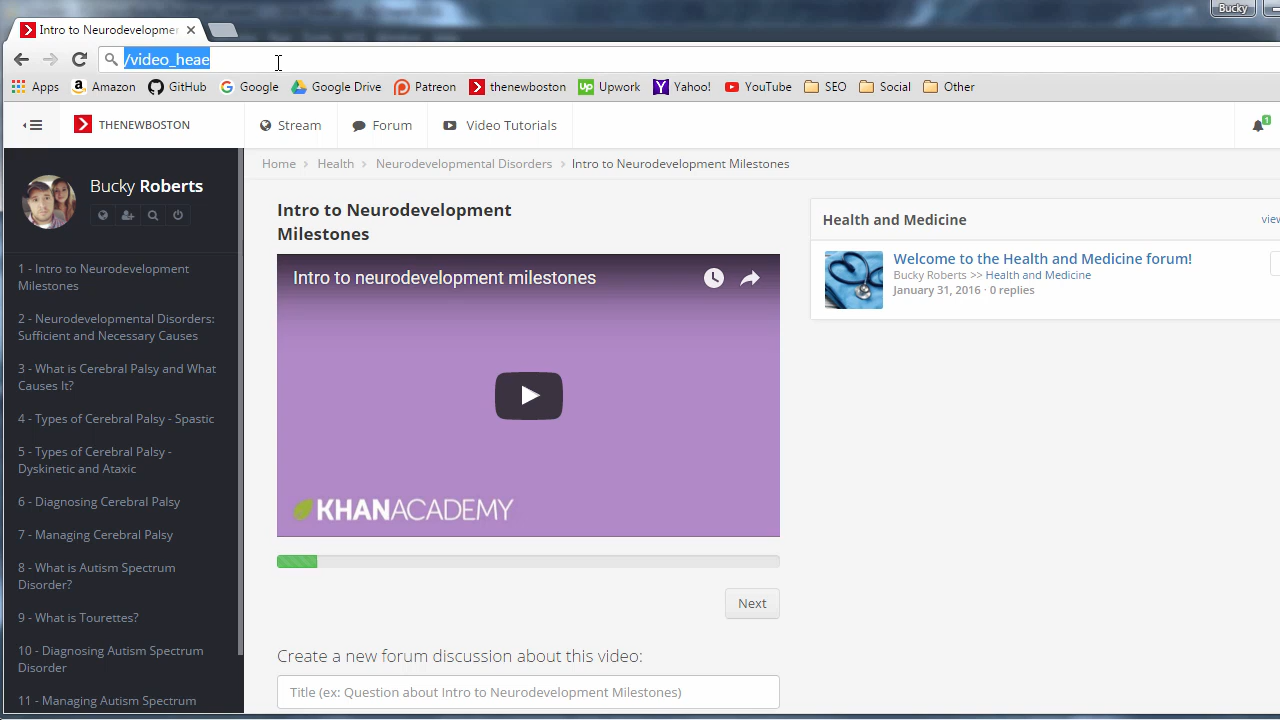 Bucky
Intro to Neurodevelopmer
/video_heae
Apps Amazon GitHub Google Google Drive Patreon thenewboston Upwork Yahoo! YouTube SEO Social Other
THENEWBOSTON Stream Forum Video Tutorials 1
Home Health Neurodevelopmental Disorders Intro to Neurodevelopment Milestones
Bucky Roberts
1 - Intro to Neurodevelopment
Milestones
2 - Neurodevelopmental Disorders:
Sufficient and Necessary Causes
3 - What is Cerebral Palsy and What
Causes It?
4 - Types of Cerebral Palsy - Spastic
5 - Types of Cerebral Palsy -
Dyskinetic and Ataxic
6 - Diagnosing Cerebral Palsy
7 - Managing Cerebral Palsy
8 - What is Autism Spectrum
Disorder?
9 - What is Tourettes?
10 - Diagnosing Autism Spectrum
Disorder
11 - Managing Autism Spectrum
Intro to Neurodevelopment
Milestones
Intro to neurodevelopment milestones
KHANACADEMY
Next
Create a new forum discussion about this video:
Title (ex: Question about Intro to Neurodevelopment Milestones)
Health and Medicine
view
Welcome to the Health and Medicine forum!
Bucky Roberts >> Health and Medicine
January 31, 2016 · 0 replies